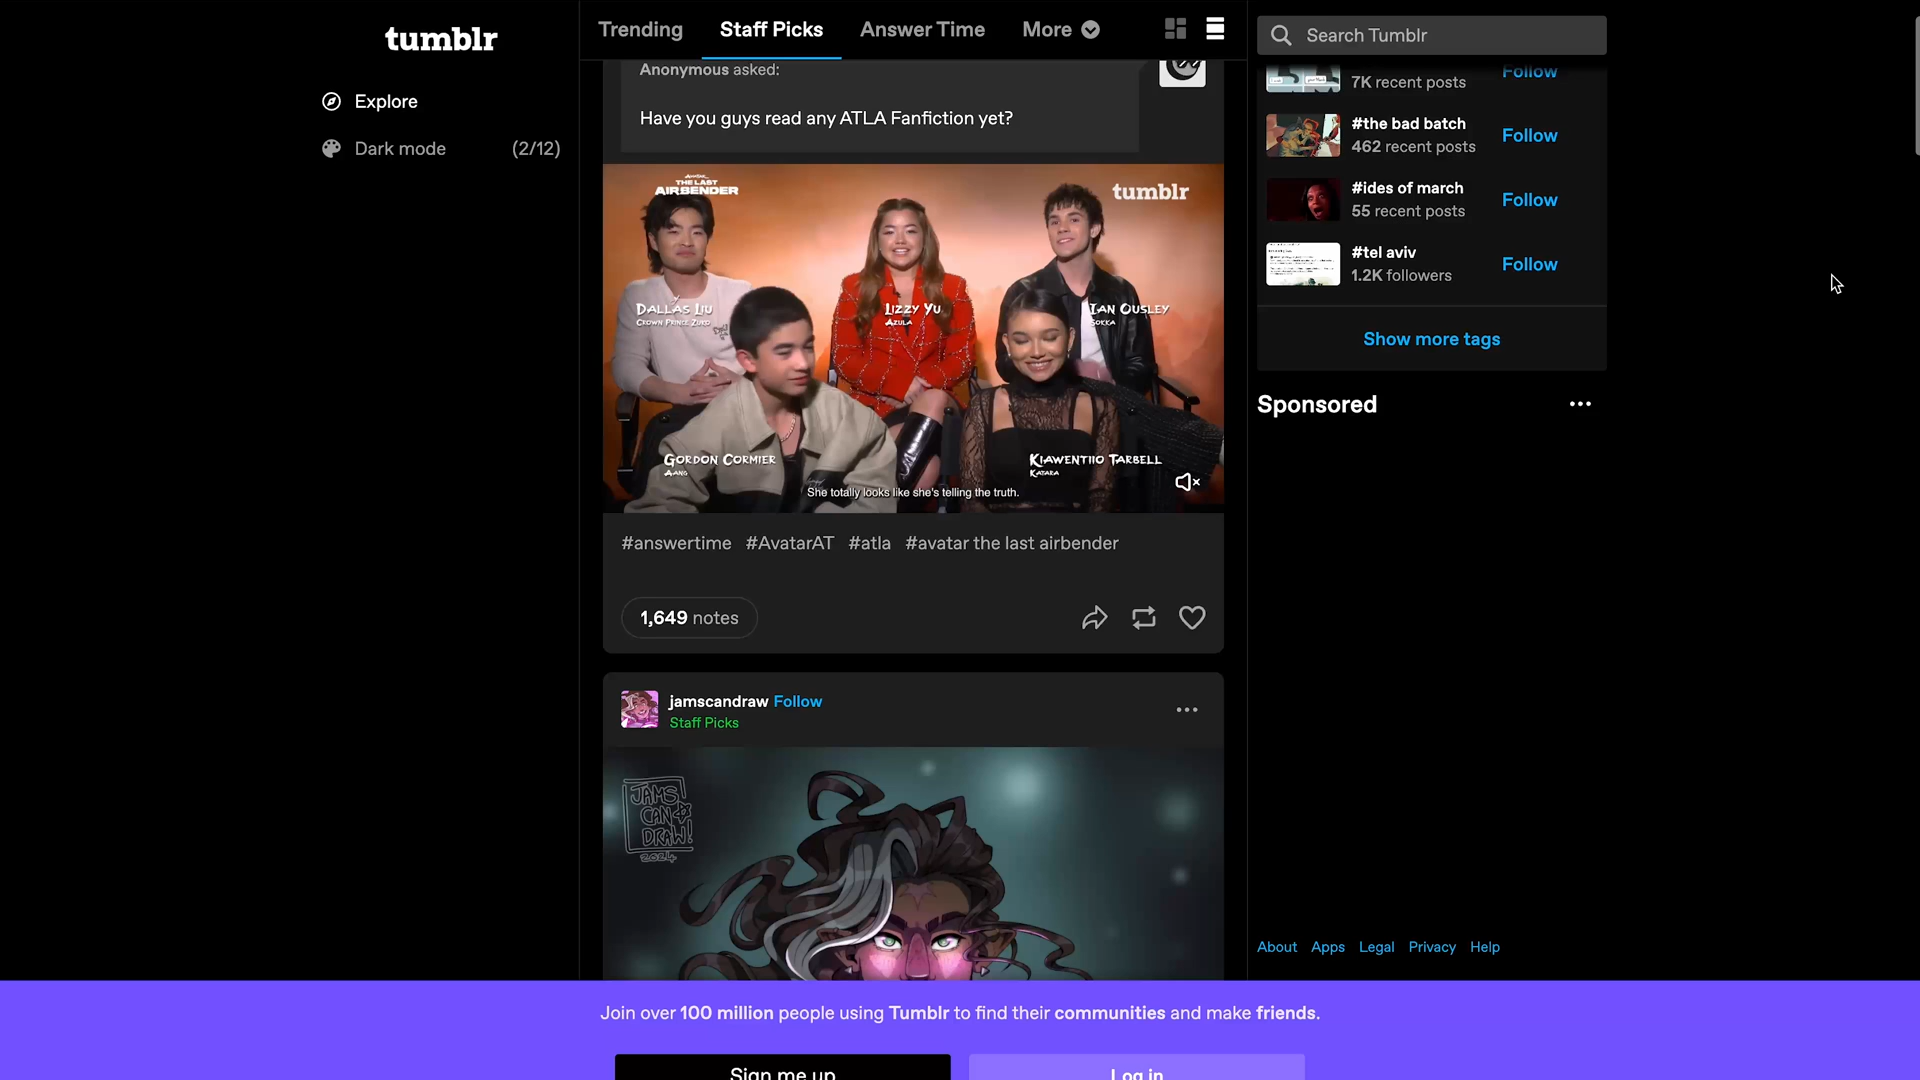 tumblr
Explore
Dark mode (2/12)
Trending Staff Picks Answer Time More
Anonymous asked:
Have you guys read any ATLA Fanfiction yet?
AVATAR
THE LAST
AIRBENDER
tumblr
DALLAS LIU
CROWN PRINCE ZUKO
LIZZY YU
AZULA
IAN OUSLEY
SOKKA
GORDON CORMIER
AANG
KIAWENTIIO TARBELL
KATARA
She totally looks like she's telling the truth.
#answertime #AvatarAT #atla #avatar the last airbender
1,649 notes
jamscandraw Follow
Staff Picks
JAMS
CAN
DRAW!
2024
Search Tumblr
7K recent posts
Follow
#the bad batch
462 recent posts
Follow
#ides of march
55 recent posts
Follow
#tel aviv
1.2K followers
Follow
Show more tags
Sponsored
About Apps Legal Privacy Help
Join over 100 million people using Tumblr to find their communities and make friends.
Sign me up
Log in